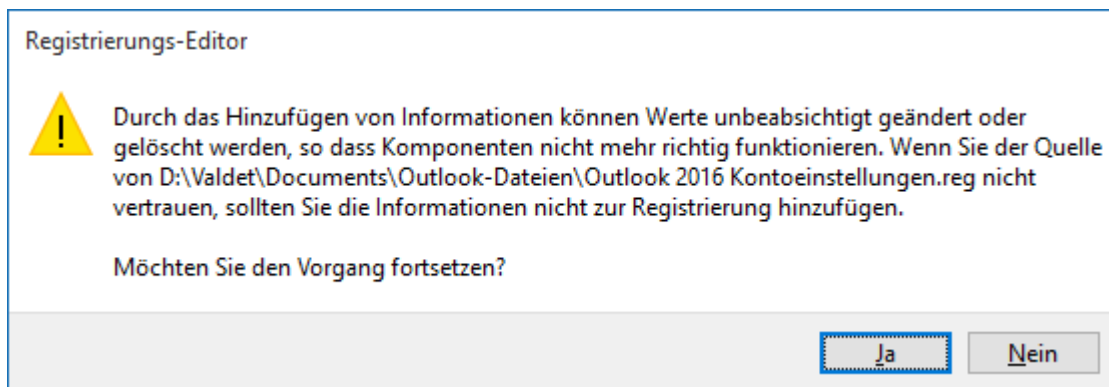 Registrierungs-Editor
Durch das Hinzufügen von Informationen können Werte unbeabsichtigt geändert oder
gelöscht werden, so dass Komponenten nicht mehr richtig funktionieren. Wenn Sie der Quelle
von D:\Valdet\Documents\Outlook-Dateien\Outlook 2016 Kontoeinstellungen.reg nicht
vertrauen, sollten Sie die Informationen nicht zur Registrierung hinzufügen.
Möchten Sie den Vorgang fortsetzen?
Ja Nein